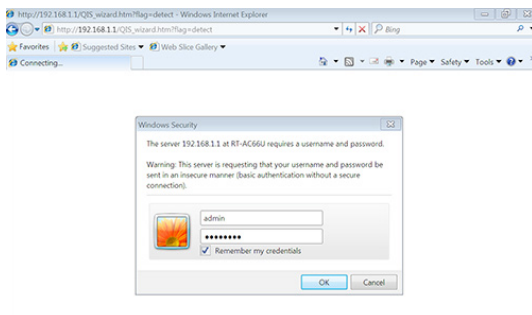 http://192.168.1.1/QIS_wizard.htm?flag=detect - Windows Internet Explorer
http://192.168.1.1/QIS_wizard.htm?flag=detect
Bing
Favorites Suggested Sites Web Slice Gallery
Connecting...
Page Safety Tools
Windows Security
The server 192.168.1.1 at RT-AC66U requires a username and password.
Warning: This server is requesting that your username and password be
sent in an insecure manner (basic authentication without a secure
connection).
admin
••••••••
Remember my credentials
OK Cancel